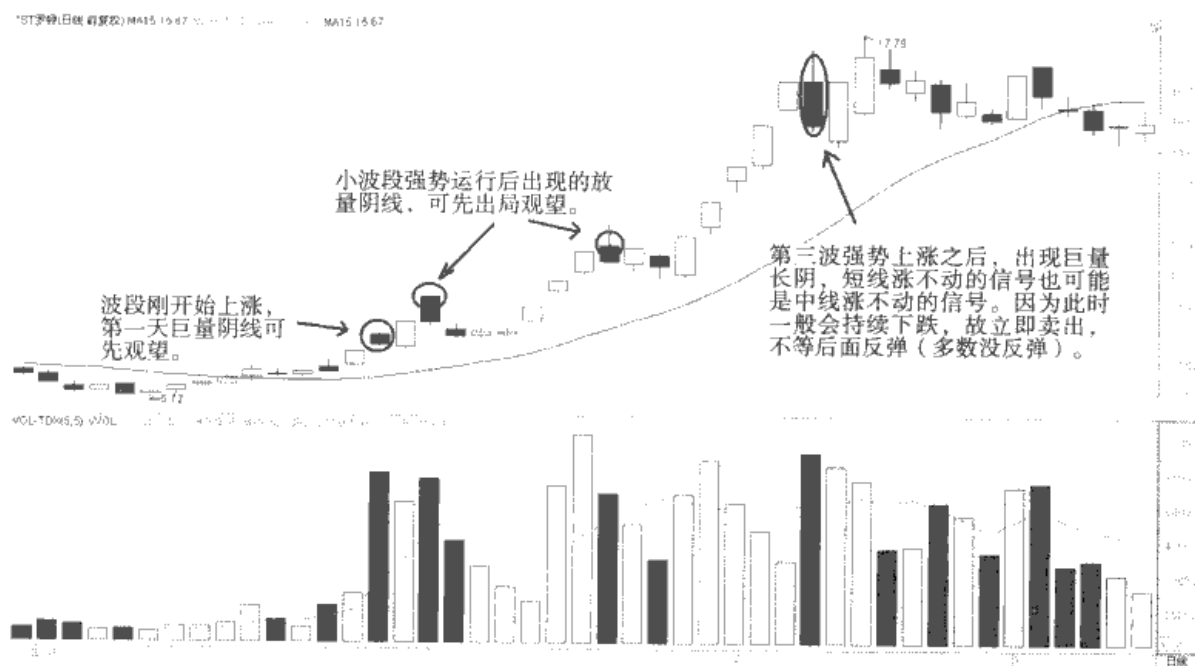 MA15 15 67
小波段强势运行后出现的放
量阴线，可先出局观望。
波段刚开始上涨，
第一天巨量阴线可
先观望。
第三波强势上涨之后，出现巨量
长阴，短线涨不动的信号也可能
是中线涨不动的信号。因为此时
一般会持续下跌，故立即卖出，
不等后面反弹（多数没反弹）。
日线